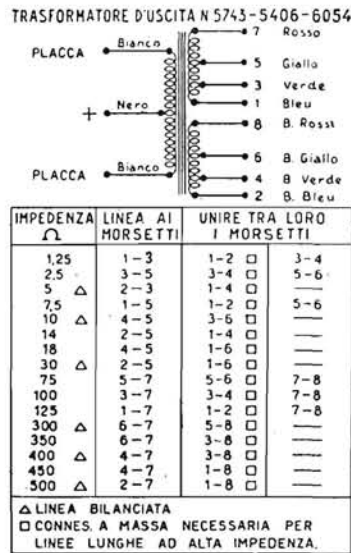 TRASFORMATORE D'USCITA N 5743-5406-6054
7 Rosso
PLACCA Bianco
5 Giallo
3 Verde
+ Nero
1 Bleu
8 B. Rossi
6 B. Giallo
PLACCA Bianco
4 B Verde
2 B. Bleu
IMPEDENZA Ω LINEA AI MORSETTI UNIRE TRA LORO I MORSETTI
1,25 1-3 1-2 □ 3-4
2,5 3-5 3-4 □ 5-6
5 △ 2-3 1-4 □ —
7,5 1-5 1-2 □ 5-6
10 △ 4-5 3-6 □ —
14 2-5 1-4 □ —
18 4-5 1-6 □ —
30 △ 2-5 1-6 □ —
75 5-7 5-6 □ 7-8
100 3-7 3-4 □ 7-8
125 1-7 1-2 □ 7-8
300 △ 6-7 5-8 □ —
350 6-7 3-8 □ —
400 △ 4-7 3-8 □ —
450 4-7 1-8 □ —
500 △ 2-7 1-8 □ —
△ LINEA BILANCIATA
□ CONNES. A MASSA NECESSARIA PER
LINEE LUNGHE AD ALTA IMPEDENZA.